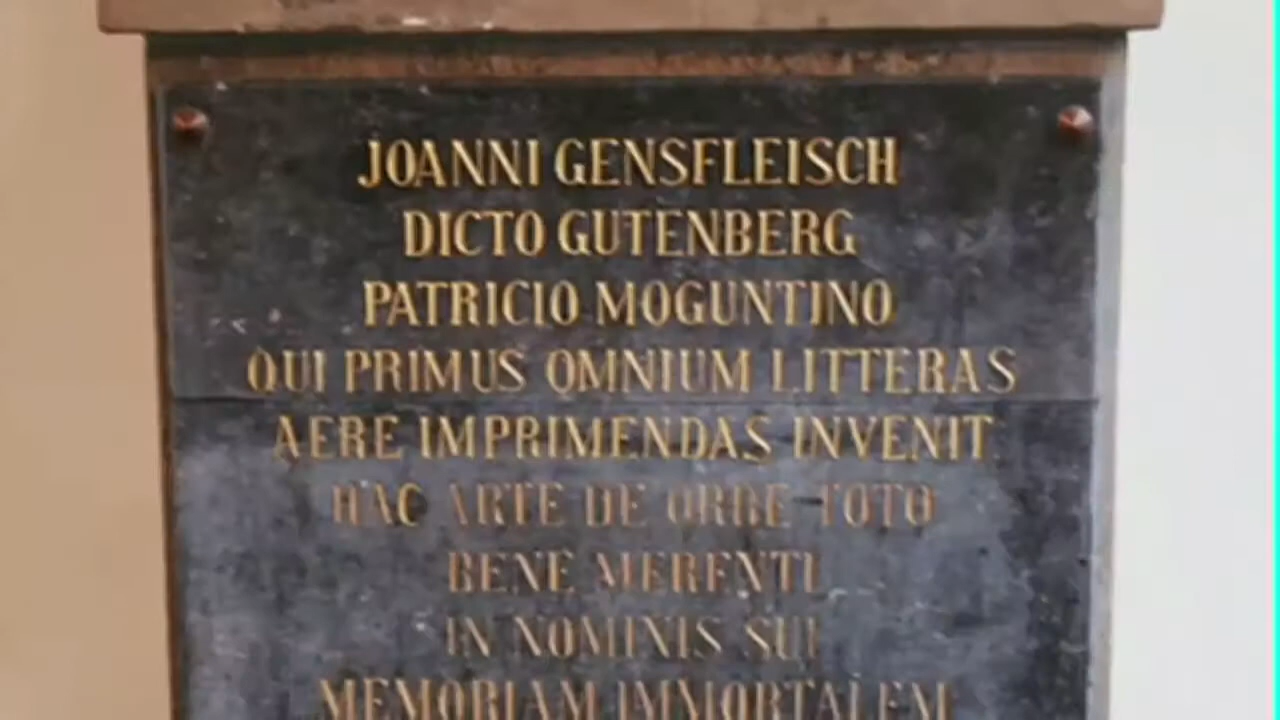 JOANNI GENSFLEISCH
DICTO GUTENBERG
PATRICIO MOGUNTINO
QUI PRIMUS OMNIUM LITTERAS
AERE IMPRIMENDAS INVENIT
HAC ARTE DE ORBE TOTO
BENE MERENTI
IN NOMINIS SUI
MEMORIAM IMMORTALEM